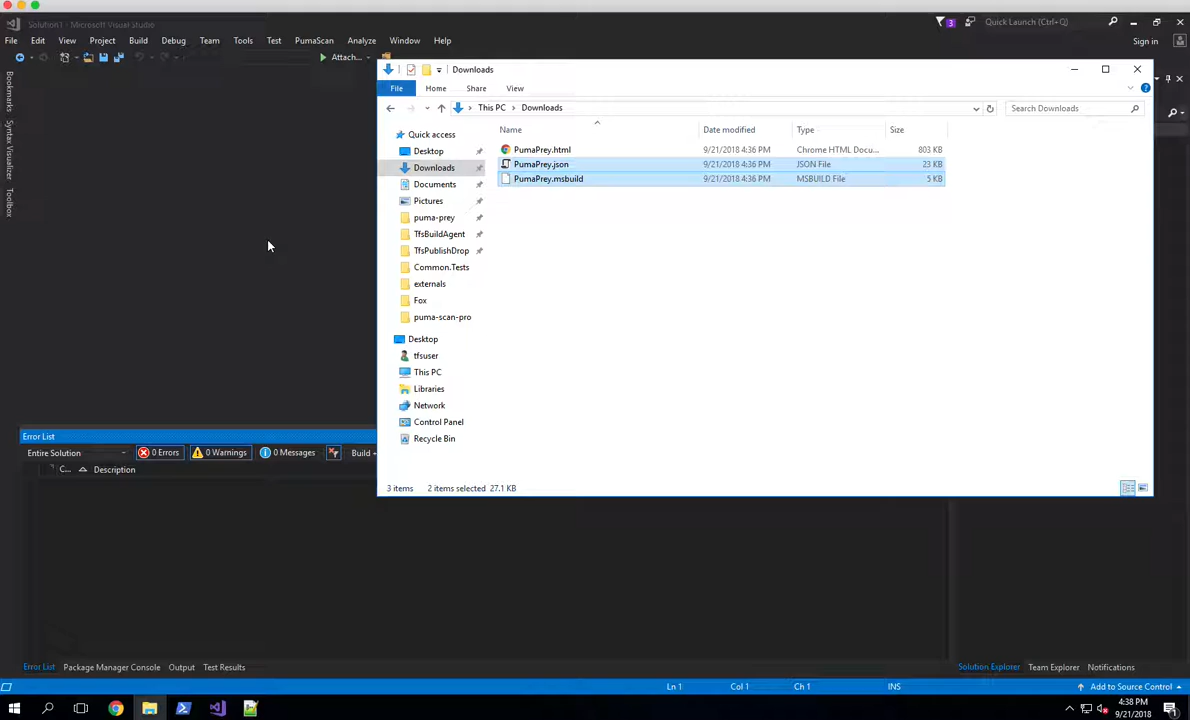 Solution1 - Microsoft Visual Studio
3
Quick Launch (Ctrl+Q)
File Edit View Project Build Debug Team Tools Test PumaScan Analyze Window Help
Sign in
Attach...
Bookmarks
Syntax Visualizer
Toolbox
Downloads
File Home Share View
This PC > Downloads
Search Downloads
Name Date modified Type Size
Quick access
Desktop
Downloads
Documents
Pictures
puma-prey
TfsBuildAgent
TfsPublishDrop
Common.Tests
externals
Fox
puma-scan-pro
Desktop
tfsuser
This PC
Libraries
Network
Control Panel
Recycle Bin
PumaPrey.html 9/21/2018 4:36 PM Chrome HTML Docu... 803 KB
PumaPrey.json 9/21/2018 4:36 PM JSON File 23 KB
PumaPrey.msbuild 9/21/2018 4:36 PM MSBUILD File 5 KB
3 items 2 items selected 27.1 KB
Error List
Entire Solution 0 Errors 0 Warnings 0 Messages Build
C... Description
Error List Package Manager Console Output Test Results
Solution Explorer Team Explorer Notifications
Ln 1 Col 1 Ch 1 INS
Add to Source Control
4:38 PM
9/21/2018
1